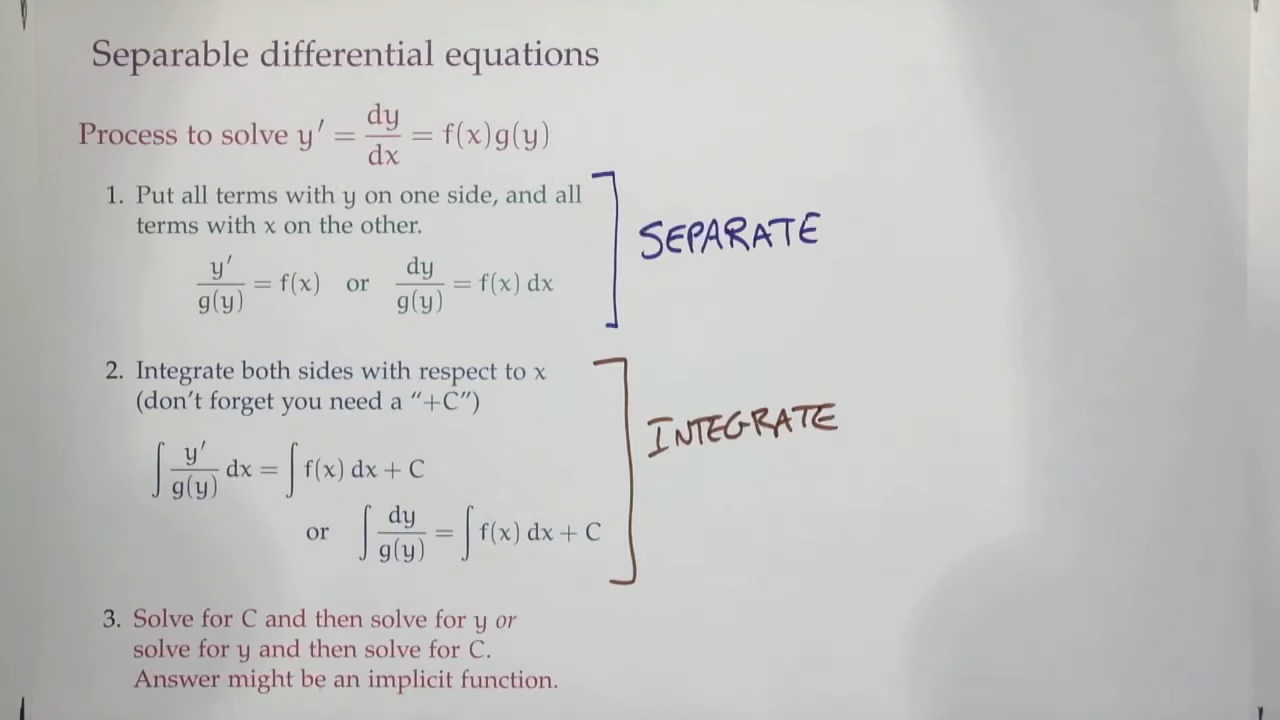 Separable differential equations
Process to solve y′ = dy/dx = f(x)g(y)
1. Put all terms with y on one side, and all
terms with x on the other.
y′/g(y) = f(x) or dy/g(y) = f(x) dx
SEPARATE
2. Integrate both sides with respect to x
(don't forget you need a “+C”)
∫ y′/g(y) dx = ∫ f(x) dx + C
or ∫ dy/g(y) = ∫ f(x) dx + C
INTEGRATE
3. Solve for C and then solve for y or
solve for y and then solve for C.
Answer might be an implicit function.